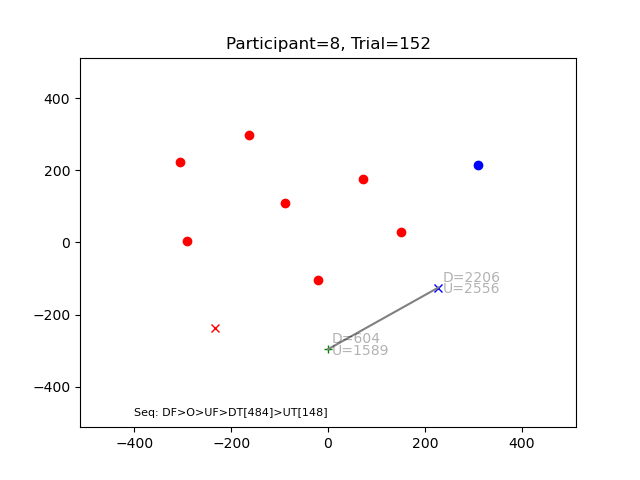 Participant=8, Trial=152
400
200
0
−200
−400
D=2206
U=2556
D=604
U=1589
Seq: DF>O>UF>DT[484]>UT[148]
−400
−200
0
200
400